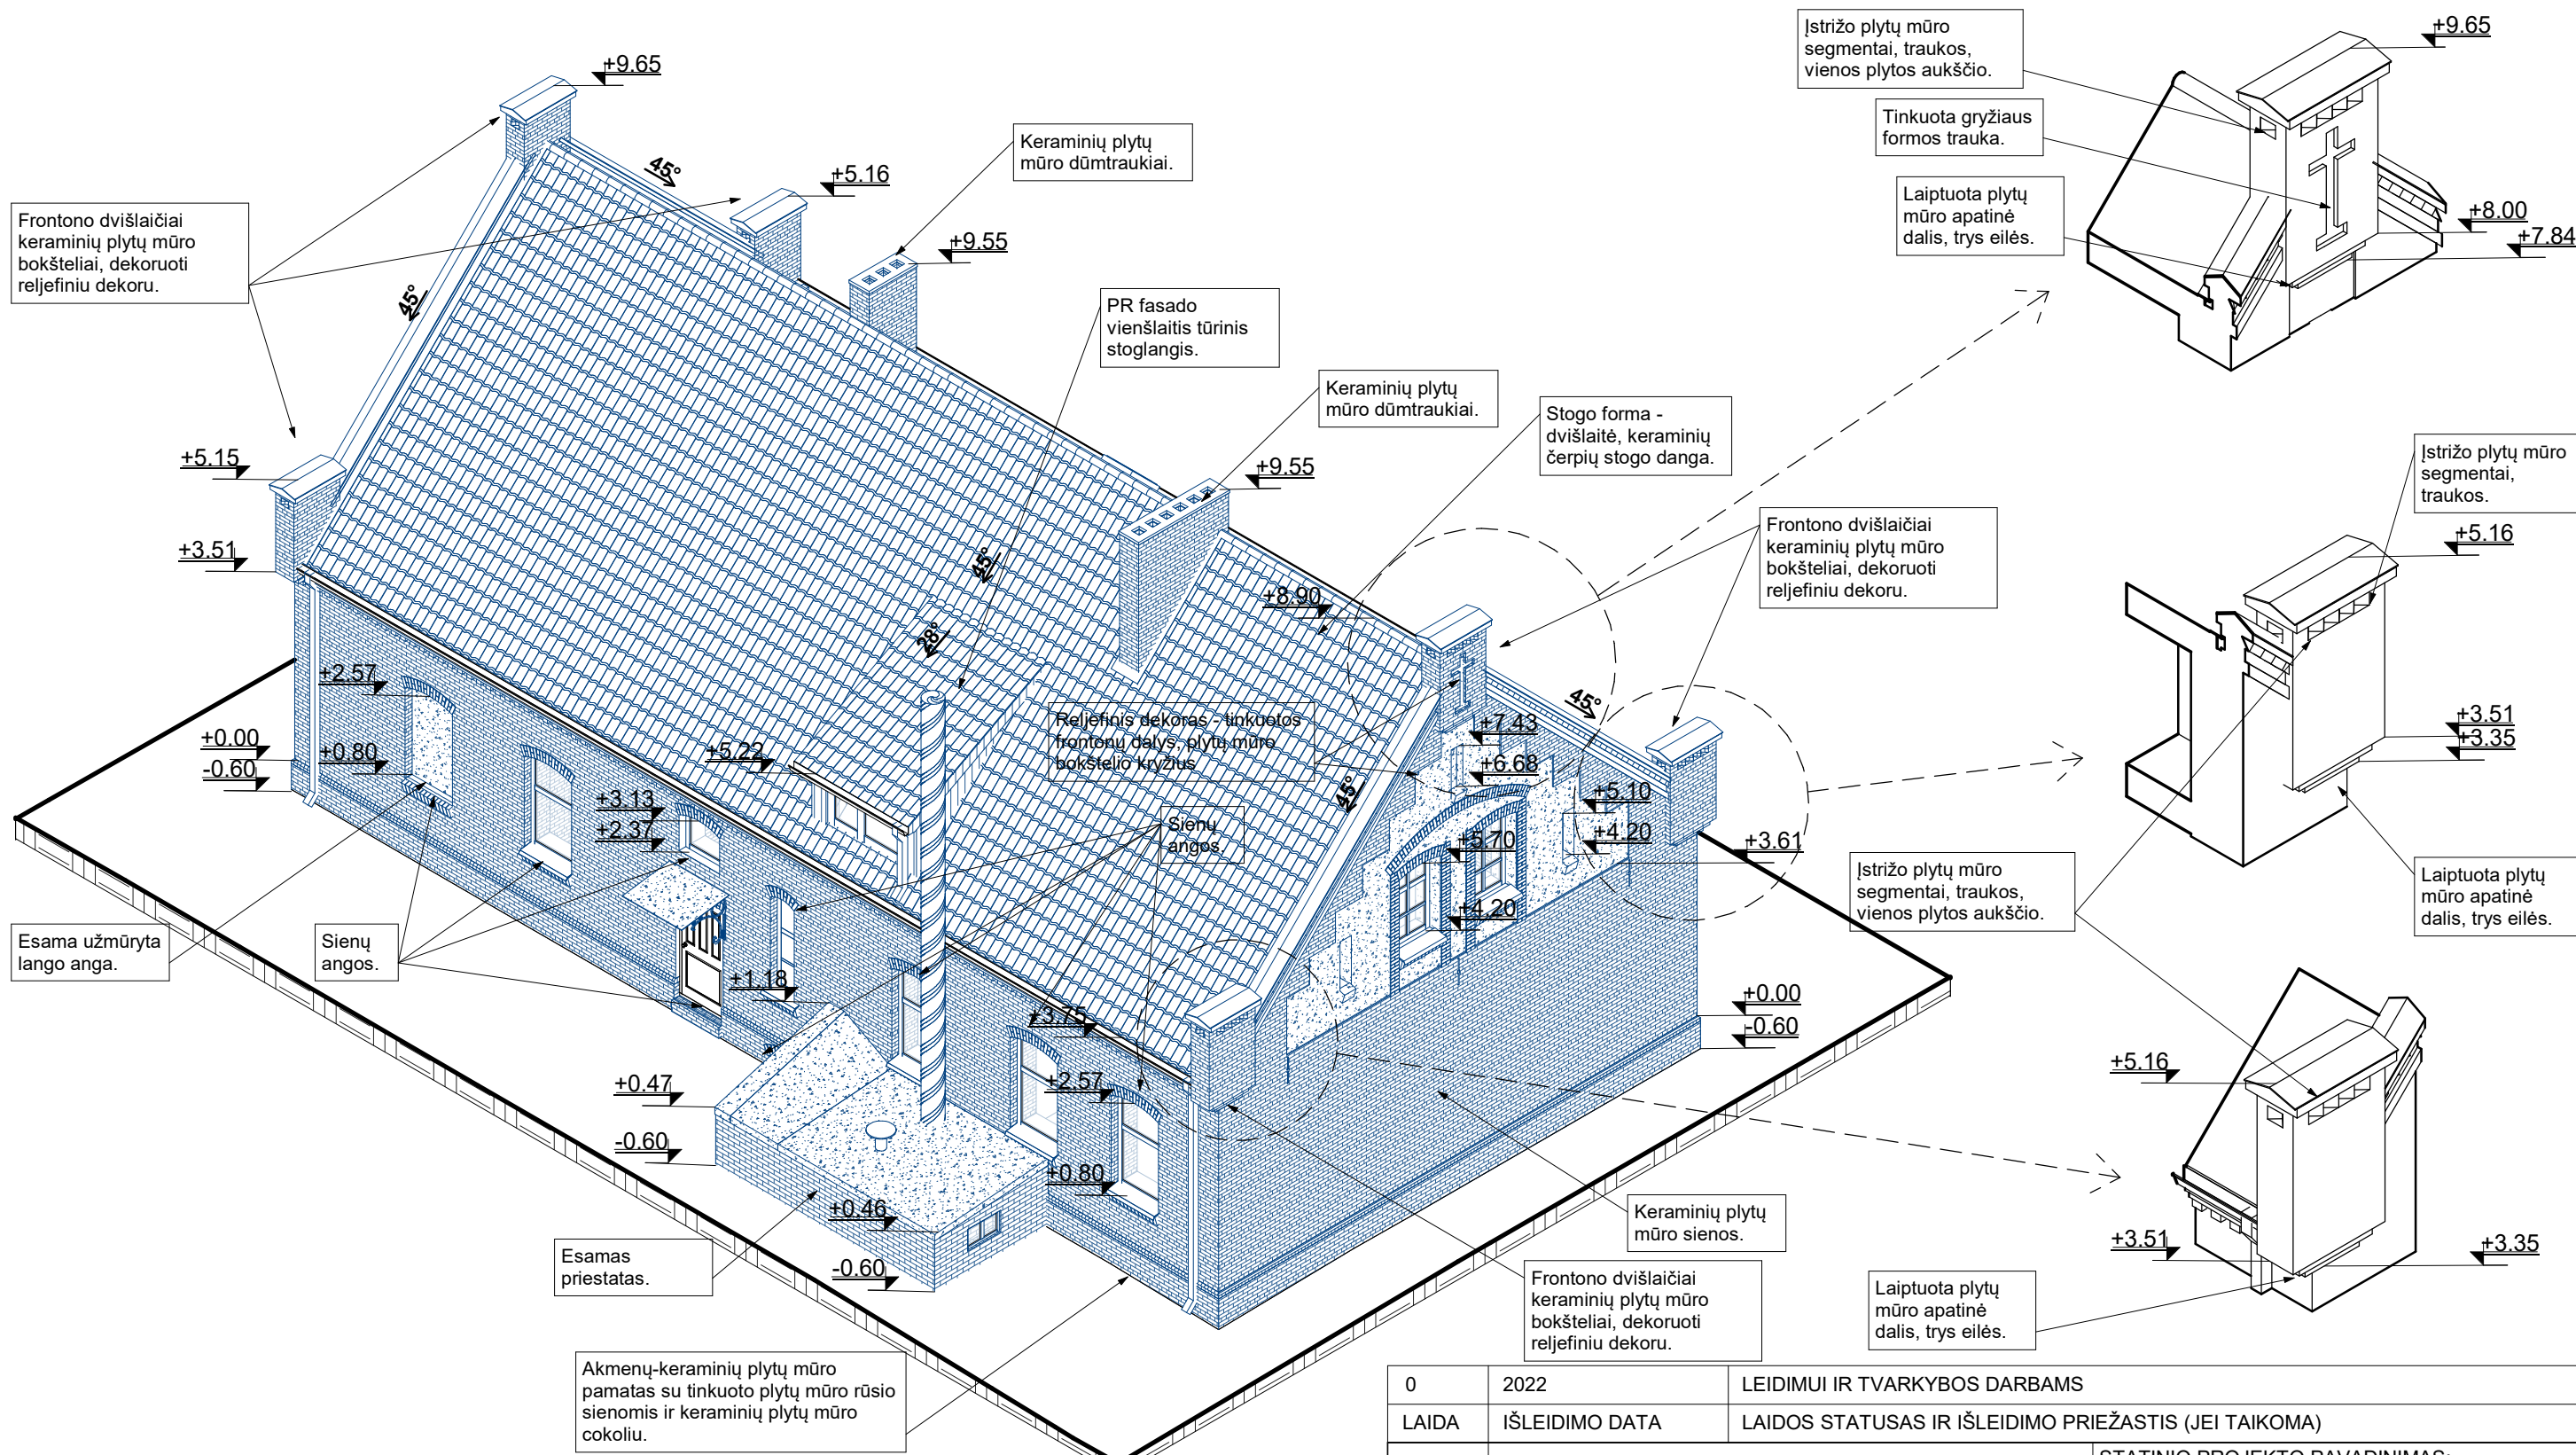 +9.65
45°
+5.16
Keraminių plytų
mūro dūmtraukiai.
+9.55
Frontono dvišlaičiai
keraminių plytų mūro
bokšteliai, dekoruoti
reljefiniu dekoru.
45°
PR fasado
vienšlaitis tūrinis
stoglangis.
Keraminių plytų
mūro dūmtraukiai.
Stogo forma -
dvišlaitė, keraminių
čerpių stogo danga.
+5.15
+9.55
+3.51
45°
+8.90
Frontono dvišlaičiai
keraminių plytų mūro
bokšteliai, dekoruoti
reljefiniu dekoru.
28°
+2.57
45°
Reljefinis dekoras - tinkuotos
frontonų dalys, plytų mūro
bokštelio kryžius
+7.43
+0.00
+0.80
+5.22
+6.68
-0.60
45°
+3.13
+5.10
+2.37
Sienų
angos.
+5.70
+4.20
+3.61
+4.20
Esama užmūryta
lango anga.
Sienų
angos.
+1.18
+3.75
+0.00
-0.60
+0.47
+2.57
-0.60
+0.80
+0.46
Keraminių plytų
mūro sienos.
Esamas
priestatas.
-0.60
Frontono dvišlaičiai
keraminių plytų mūro
bokšteliai, dekoruoti
reljefiniu dekoru.
Akmenų-keraminių plytų mūro
pamatas su tinkuoto plytų mūro rūsio
sienomis ir keraminių plytų mūro
cokoliu.
Įstrižo plytų mūro
segmentai, traukos,
vienos plytos aukščio.
+9.65
Tinkuota gryžiaus
formos trauka.
Laiptuota plytų
mūro apatinė
dalis, trys eilės.
+8.00
+7.84
Įstrižo plytų mūro
segmentai,
traukos.
+5.16
+3.51
+3.35
Įstrižo plytų mūro
segmentai, traukos,
vienos plytos aukščio.
Laiptuota plytų
mūro apatinė
dalis, trys eilės.
+5.16
+3.51
+3.35
Laiptuota plytų
mūro apatinė
dalis, trys eilės.
0 2022 LEIDIMUI IR TVARKYBOS DARBAMS
LAIDA IŠLEIDIMO DATA LAIDOS STATUSAS IR IŠLEIDIMO PRIEŽASTIS (JEI TAIKOMA)
STATINIO PROJEKTO PAVADINIMAS: